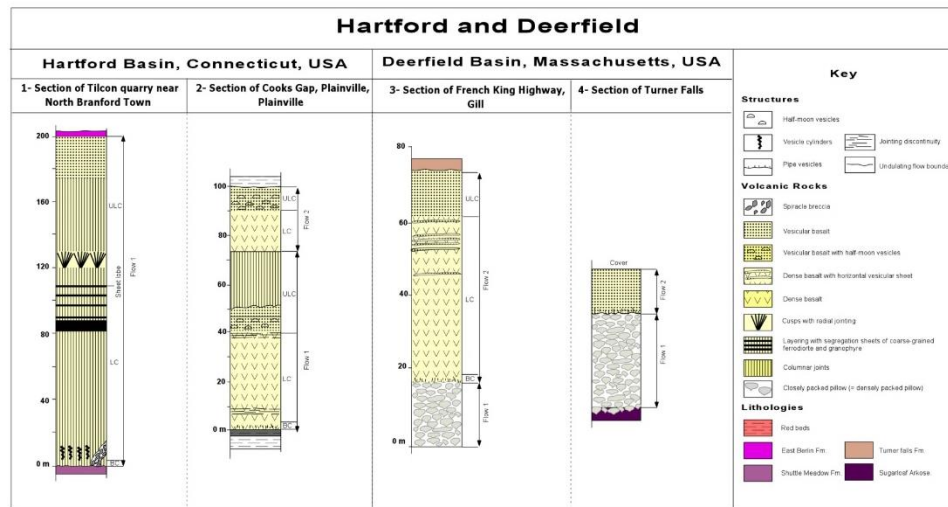 Hartford and Deerfield
Hartford Basin, Connecticut, USA
Deerfield Basin, Massachusetts, USA
1- Section of Tilcon quarry near
North Branford Town
2- Section of Cooks Gap, Plainville,
Plainville
3- Section of French King Highway,
Gill
4- Section of Turner Falls
200
160
120
80
40
0 m
ULC
LC
BC
Sheet lobe
Flow 1
100
80
60
40
20
0 m
ULC
LC
Flow 2
ULC
LC
BC
Flow 1
80
60
40
20
0 m
ULC
LC
BC
Flow 2
Flow 1
Cover
Flow 2
Flow 1
Key
Structures
Half-moon vesicles
Vesicle cylinders
Jointing discontinuity
Pipe vesicles
Undulating flow bounda
Volcanic Rocks
Spiracle breccia
Vesicular basalt
Vesicular basalt with half-moon vesicles
Dense basalt with horizontal vesicular sheet
Dense basalt
Cusps with radial jointing
Layering with segregation sheets of coarse-grained
ferrodiorite and granophyre
Columnar joints
Closely packed pillow (= densely packed pillow)
Lithologies
Red beds
East Berlin Fm
Turner falls Fm
Shuttle Meadow Fm
Sugarloaf Arkose